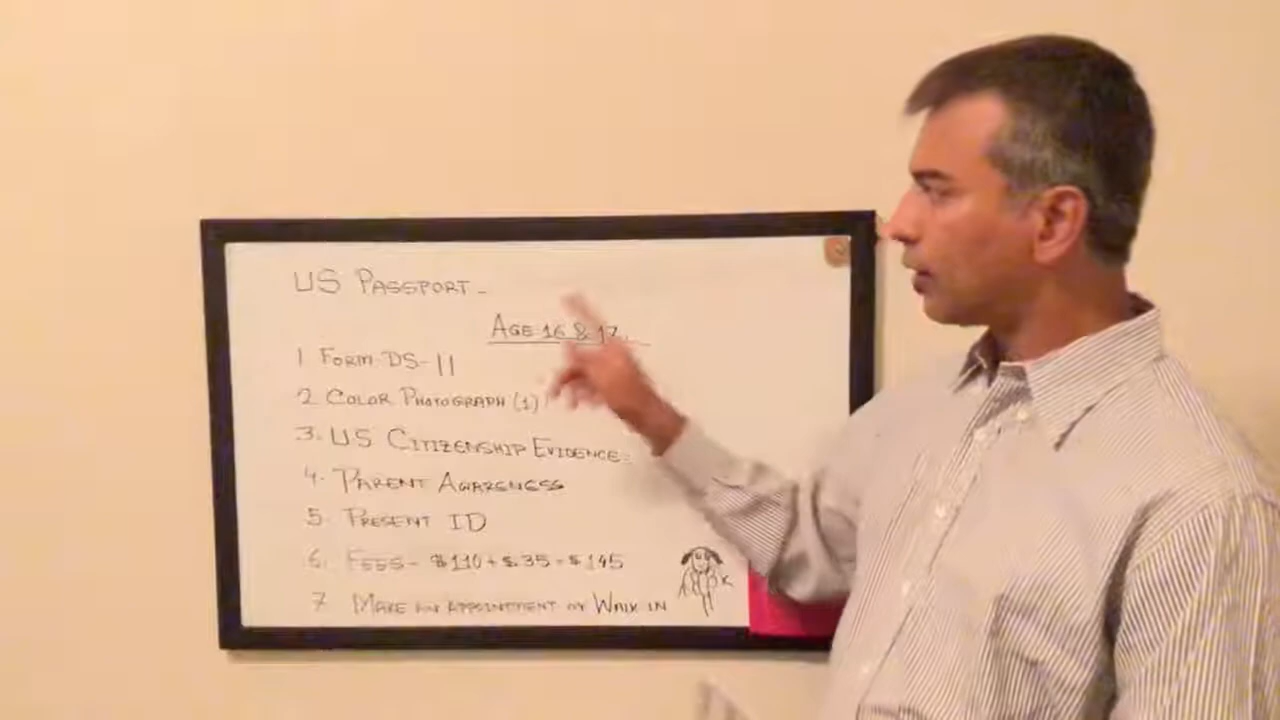 US PASSPORT -
AGE 16 & 17.
1 FORM DS-11
2 COLOR PHOTOGRAPH (1)
3. US CITIZENSHIP EVIDENCE.
4. PARENT AWARENESS
5. PRESENT ID
6. FEES - $110 + $35 = $145
7 MAKE AN APPOINTMENT OR WALK IN